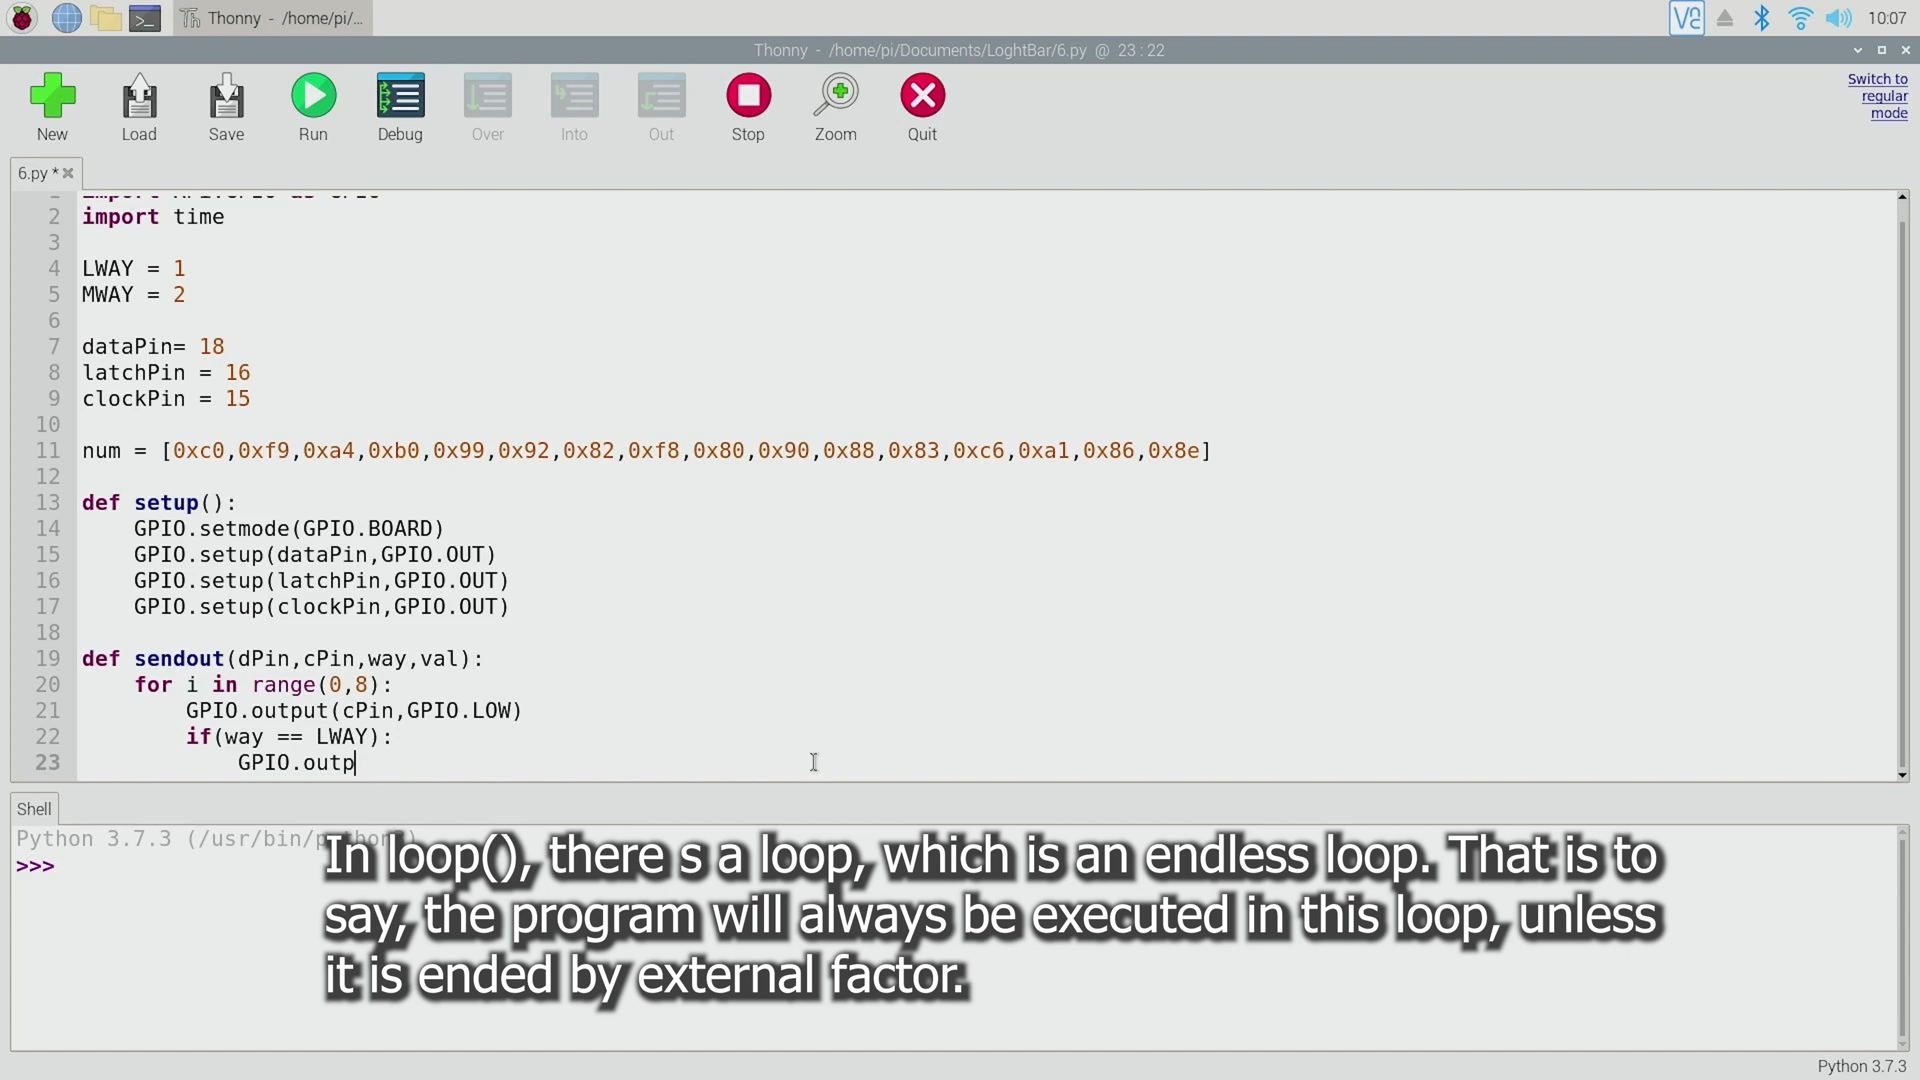 Thonny - /home/pi/...
10:07
Thonny - /home/pi/Documents/LoghtBar/6.py @ 23 : 22
New
Load
Save
Run
Debug
Over
Into
Out
Stop
Zoom
Quit
Switch to
regular
mode
6.py *
2 import time
3
4 LWAY = 1
5 MWAY = 2
6
7 dataPin= 18
8 latchPin = 16
9 clockPin = 15
10
11 num = [0xc0,0xf9,0xa4,0xb0,0x99,0x92,0x82,0xf8,0x80,0x90,0x88,0x83,0xc6,0xa1,0x86,0x8e]
12
13 def setup():
14 GPIO.setmode(GPIO.BOARD)
15 GPIO.setup(dataPin,GPIO.OUT)
16 GPIO.setup(latchPin,GPIO.OUT)
17 GPIO.setup(clockPin,GPIO.OUT)
18
19 def sendout(dPin,cPin,way,val):
20 for i in range(0,8):
21 GPIO.output(cPin,GPIO.LOW)
22 if(way == LWAY):
23 GPIO.outp
Shell
Python 3.7.3
>>>
In loop(), there s a loop, which is an endless loop. That is to
say, the program will always be executed in this loop, unless
it is ended by external factor.
Python 3.7.3